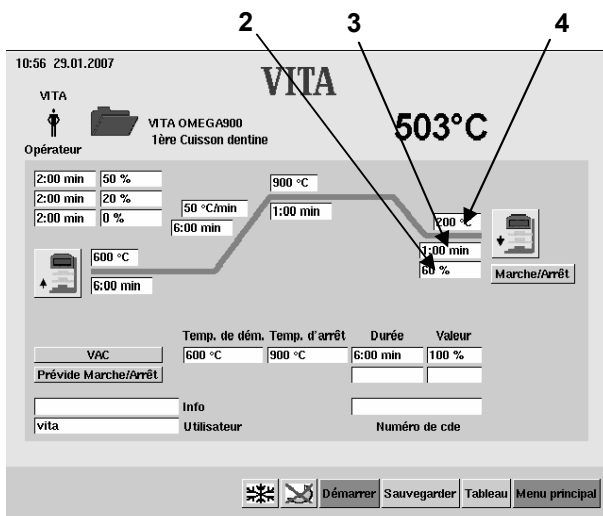 2 3 4
10:56 29.01.2007
VITA
VITA
VITA OMEGA900
1ère Cuisson dentine
Opérateur
503°C
2:00 min 50 %
2:00 min 20 %
2:00 min 0 %
50 °C/min
6:00 min
900 °C
1:00 min
200 °C
1:00 min
60 %
Marche/Arrêt
600 °C
6:00 min
Temp. de dém. Temp. d'arrêt Durée Valeur
VAC 600 °C 900 °C 6:00 min 100 %
Prévide Marche/Arrêt
Info
vita Utilisateur Numéro de cde
Démarrer Sauvegarder Tableau Menu principal